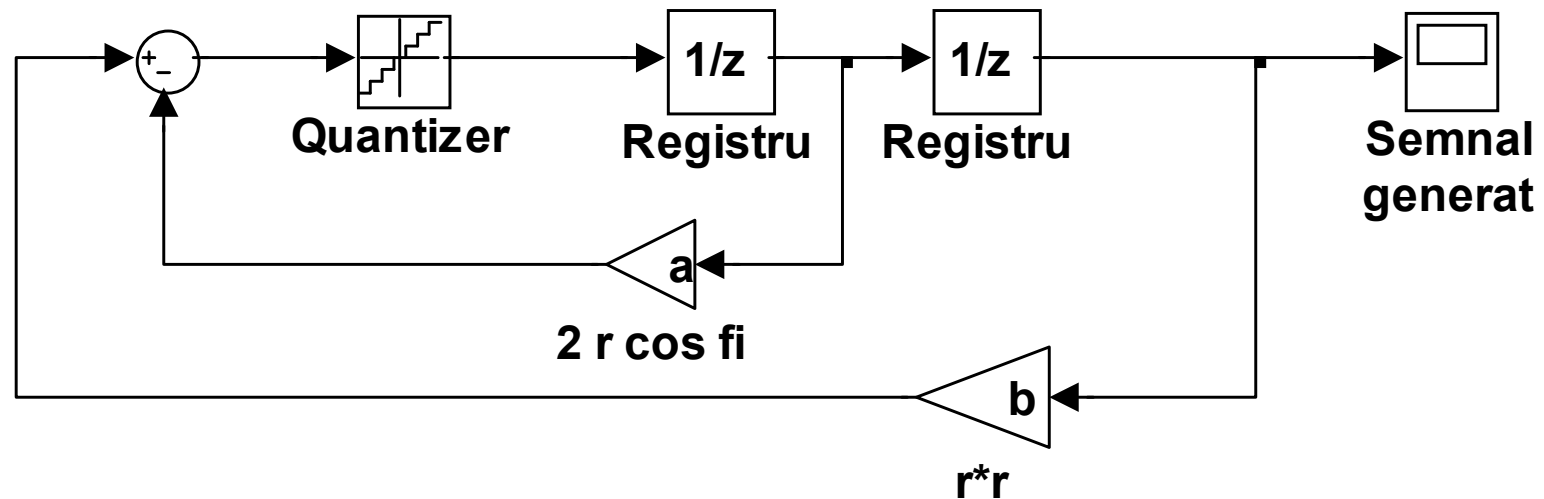 +
−
1/z
1/z
Quantizer
Registru
Registru
Semnal
generat
a
2 r cos fi
b
r*r